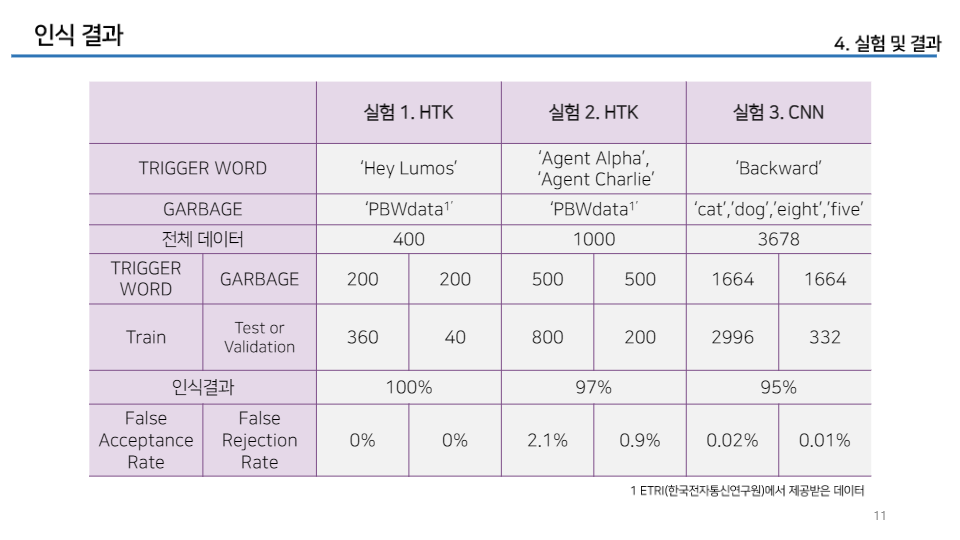 인식 결과
4. 실험 및 결과
실험 1. HTK
실험 2. HTK
실험 3. CNN
TRIGGER WORD
‘Hey Lumos’
‘Agent Alpha’,
‘Agent Charlie’
‘Backward’
GARBAGE
‘PBWdata¹’
‘PBWdata¹’
‘cat’,‘dog’,‘eight’,‘five’
전체 데이터
400
1000
3678
TRIGGER
WORD
GARBAGE
200
200
500
500
1664
1664
Train
Test or
Validation
360
40
800
200
2996
332
인식결과
100%
97%
95%
False
Acceptance
Rate
False
Rejection
Rate
0%
0%
2.1%
0.9%
0.02%
0.01%
1 ETRI(한국전자통신연구원)에서 제공받은 데이터
11